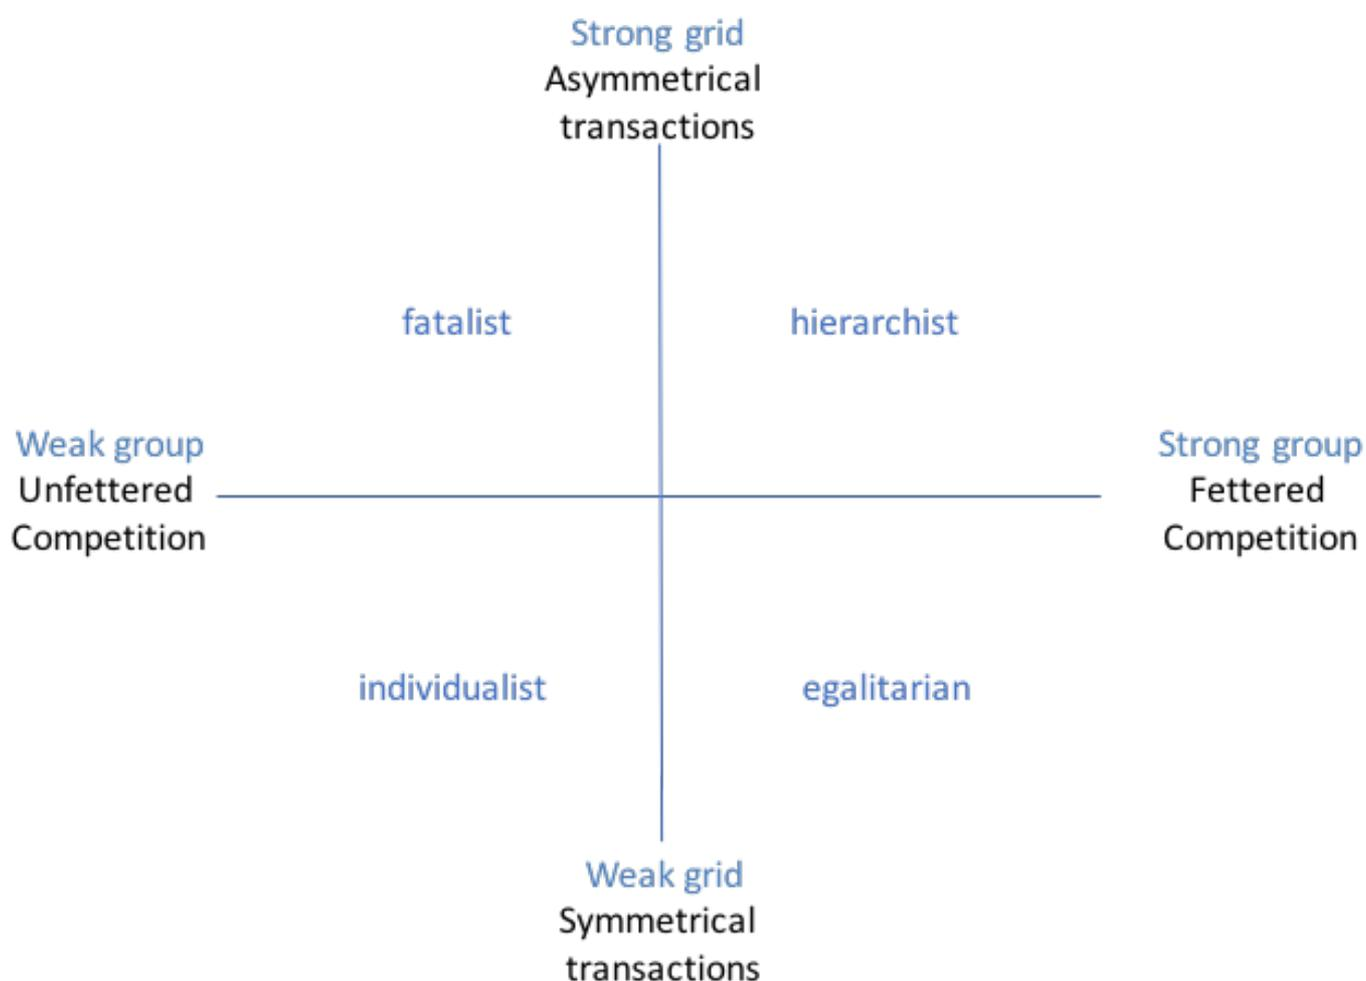 Strong grid
Asymmetrical
transactions
fatalist
hierarchist
Weak group
Unfettered
Competition
Strong group
Fettered
Competition
individualist
egalitarian
Weak grid
Symmetrical
transactions